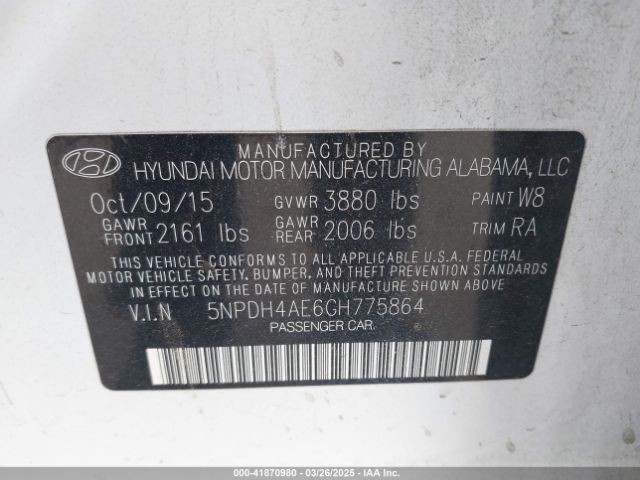 MANUFACTURED BY
HYUNDAI MOTOR MANUFACTURING ALABAMA, LLC
Oct/09/15 GVWR 3880 lbs PAINT W8
GAWR FRONT 2161 lbs GAWR REAR 2006 lbs TRIM RA
THIS VEHICLE CONFORMS TO ALL APPLICABLE U.S.A. FEDERAL
MOTOR VEHICLE SAFETY, BUMPER, AND THEFT PREVENTION STANDARDS
IN EFFECT ON THE DATE OF MANUFACTURE SHOWN ABOVE
V.I.N 5NPDH4AE6GH775864
PASSENGER CAR.
000-41870980 - 03/26/2025 - IAAI.COM